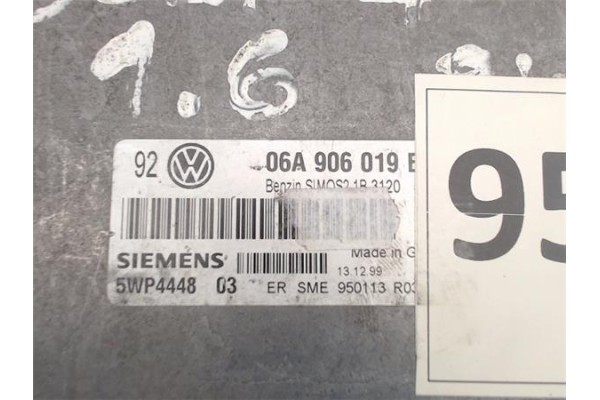 1.6
92 VW 06A 906 019
Benzin SIMOS2.1B 3120
Made in G
SIEMENS
13.12.99
5WP4448 03 ER SME 950113 R03
95